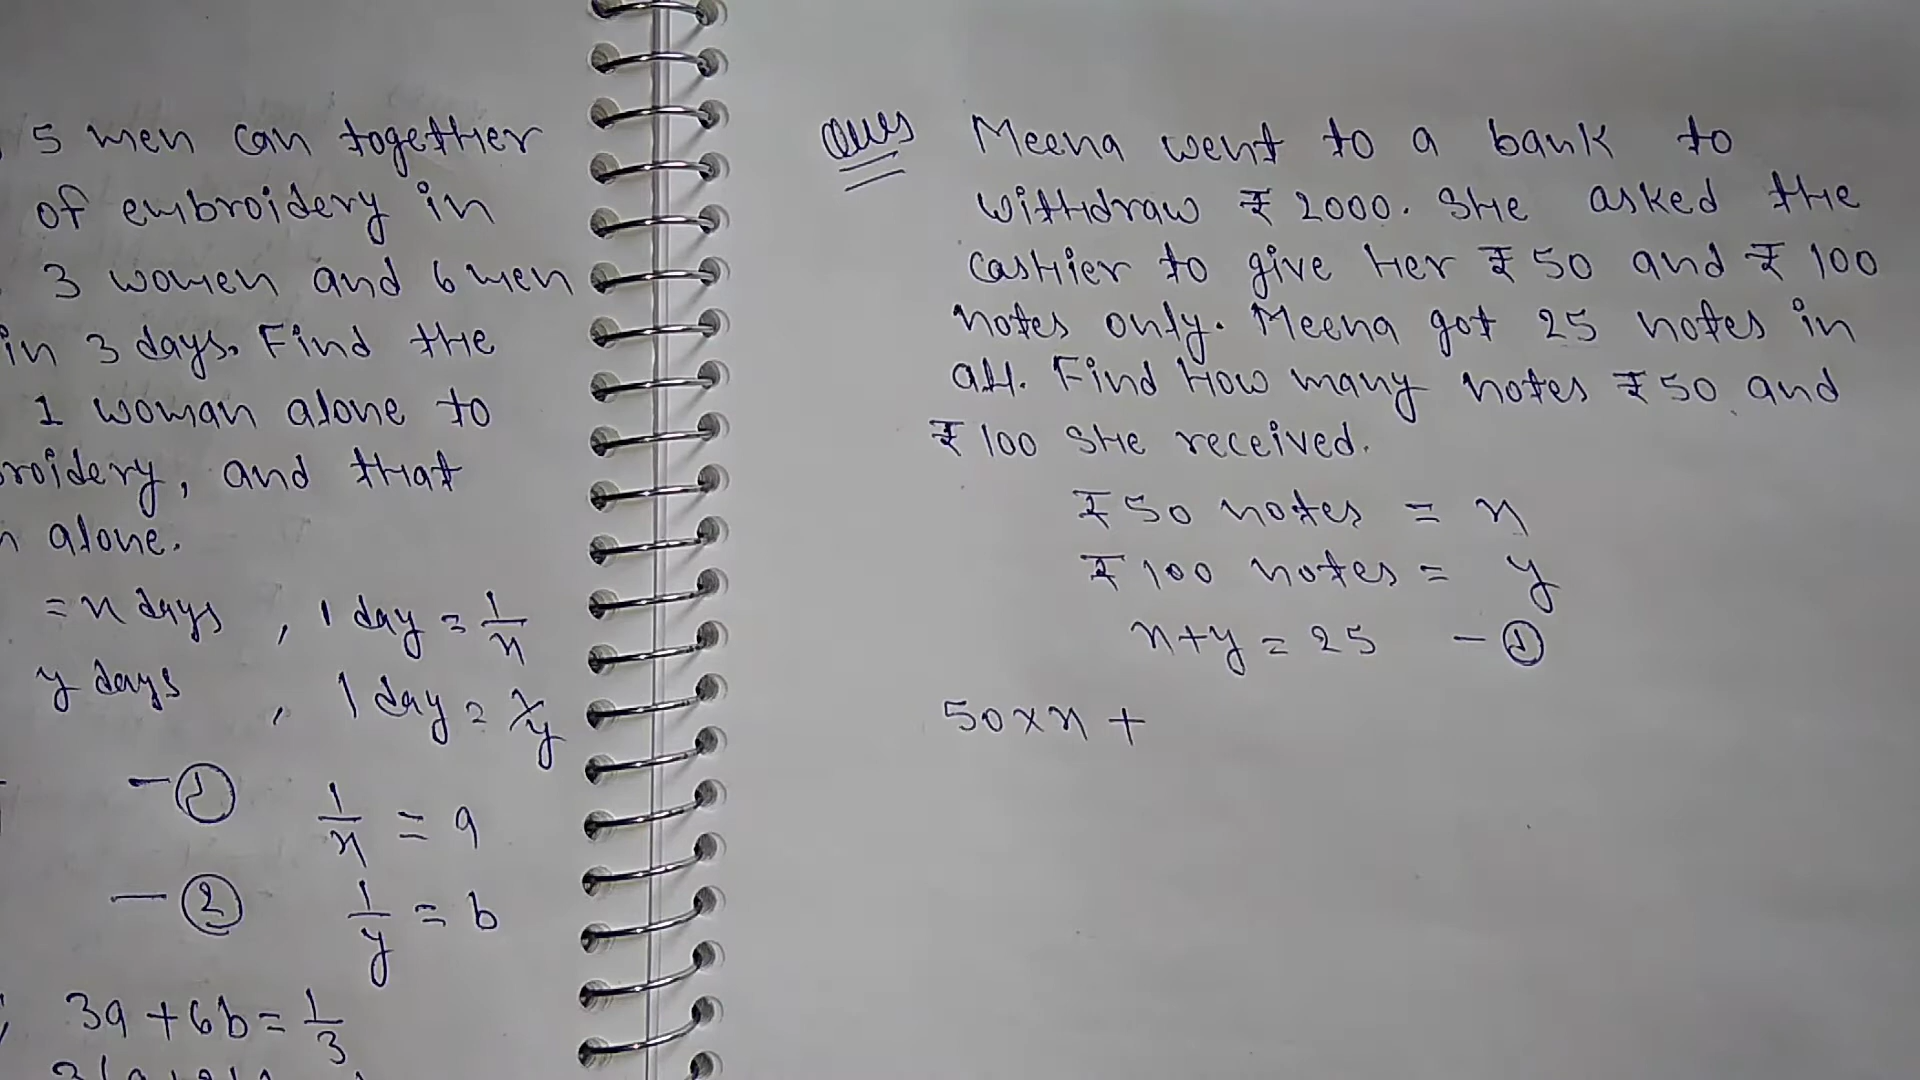 5 men can together
of embroidery in
3 women and 6 men
in 3 days. Find the
1 woman alone to
roidery, and that
n alone.
= x days , 1 day = 1/x
y days , 1 day = 1/y
- ①
1/x = a
- ②
1/y = b
3a + 6b = 1/3
Ques Meena went to a bank to
withdraw ₹ 2000. She asked the
cashier to give her ₹ 50 and ₹ 100
notes only. Meena got 25 notes in
all. Find how many notes ₹ 50 and
₹ 100 she received.
₹ 50 notes = x
₹ 100 notes = y
x + y = 25 - ①
50 × x +